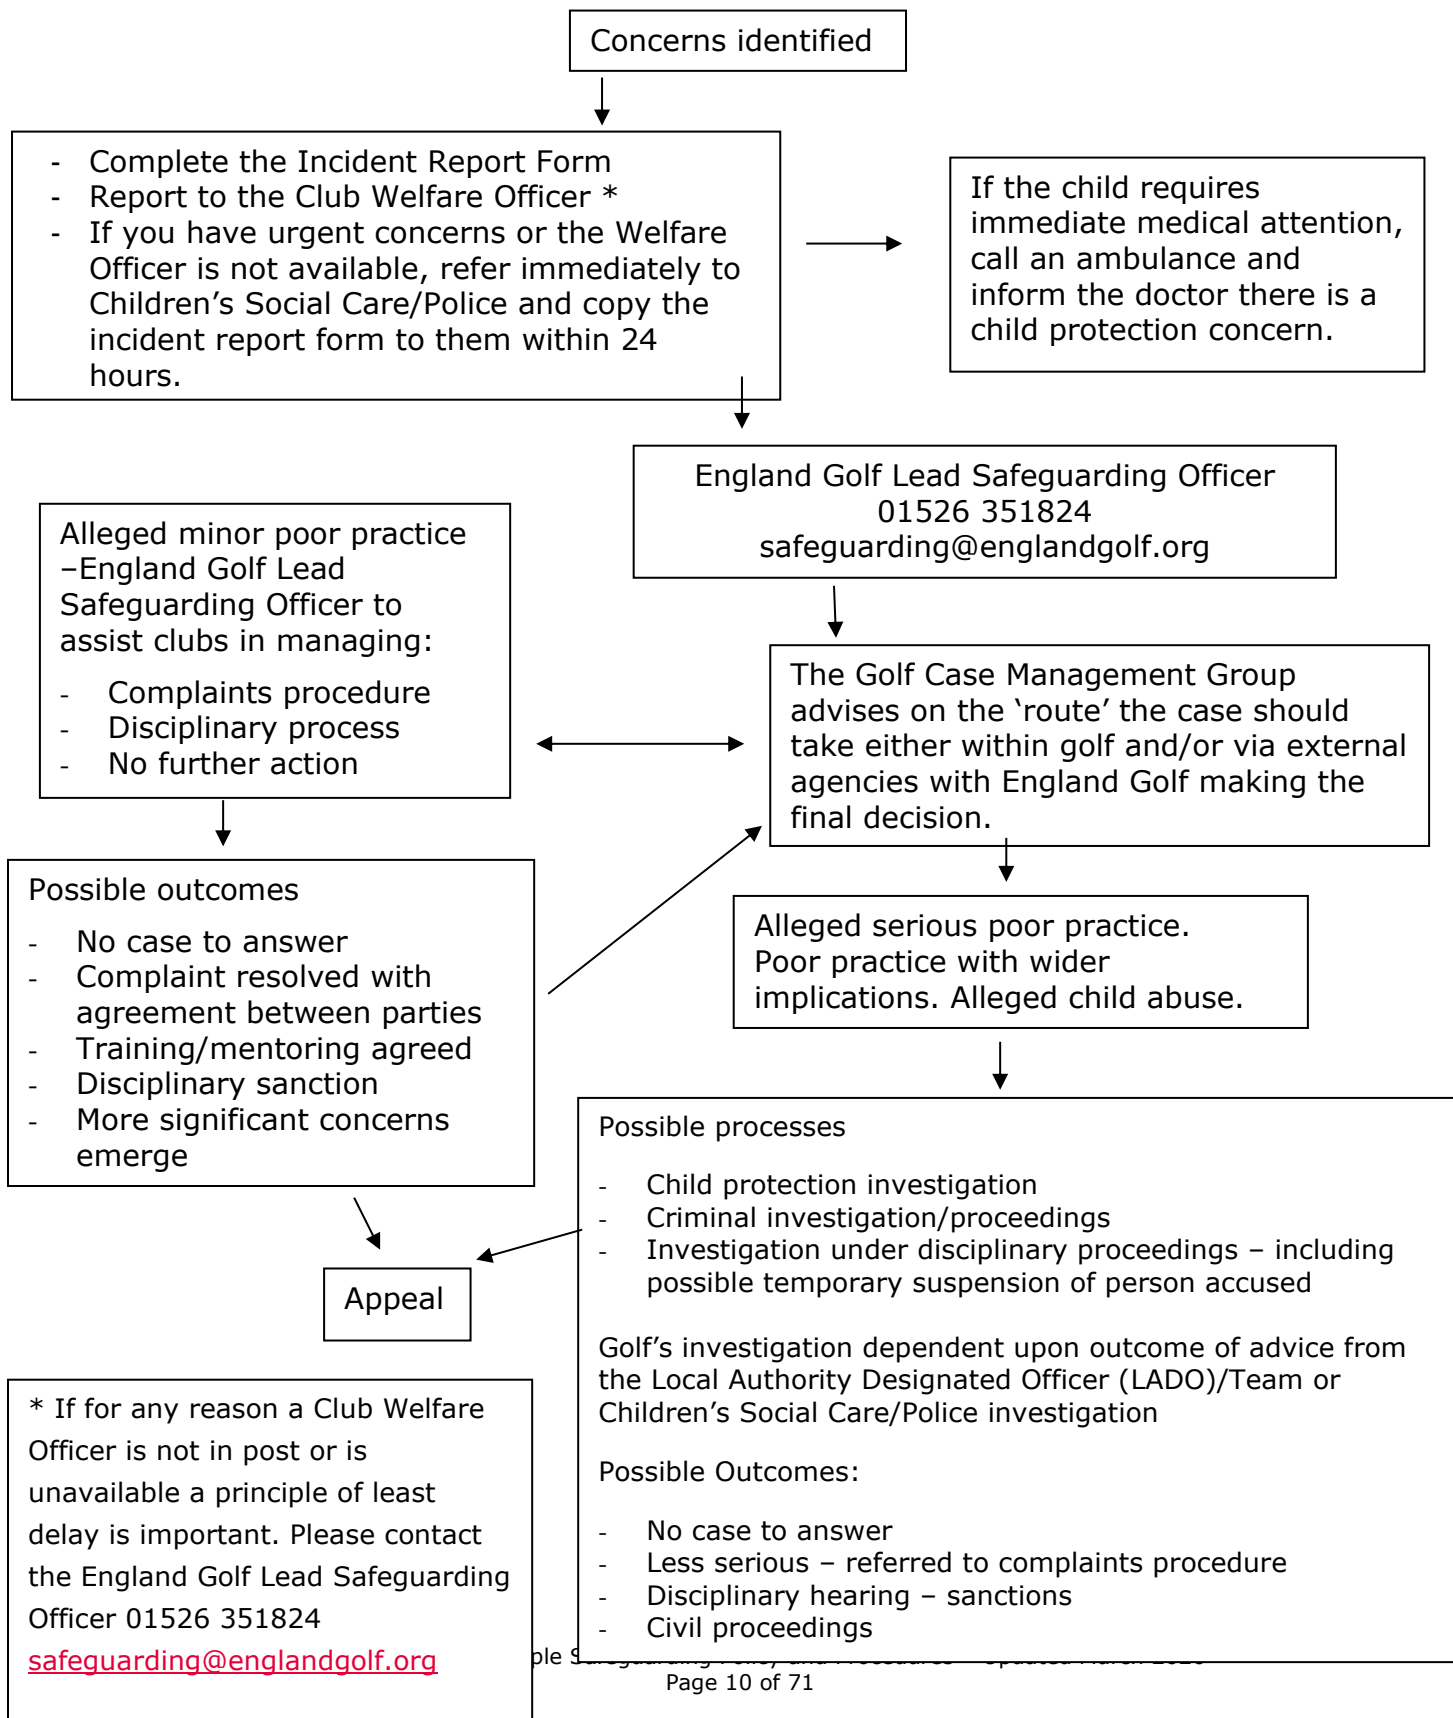 Concerns identified
- Complete the Incident Report Form
- Report to the Club Welfare Officer *
- If you have urgent concerns or the Welfare
Officer is not available, refer immediately to
Children’s Social Care/Police and copy the
incident report form to them within 24
hours.
If the child requires
immediate medical attention,
call an ambulance and
inform the doctor there is a
child protection concern.
England Golf Lead Safeguarding Officer
01526 351824
safeguarding@englandgolf.org
Alleged minor poor practice
–England Golf Lead
Safeguarding Officer to
assist clubs in managing:
- Complaints procedure
- Disciplinary process
- No further action
The Golf Case Management Group
advises on the ‘route’ the case should
take either within golf and/or via external
agencies with England Golf making the
final decision.
Possible outcomes
- No case to answer
- Complaint resolved with
agreement between parties
- Training/mentoring agreed
- Disciplinary sanction
- More significant concerns
emerge
Alleged serious poor practice.
Poor practice with wider
implications. Alleged child abuse.
Possible processes
- Child protection investigation
- Criminal investigation/proceedings
- Investigation under disciplinary proceedings – including
possible temporary suspension of person accused
Golf’s investigation dependent upon outcome of advice from
the Local Authority Designated Officer (LADO)/Team or
Children’s Social Care/Police investigation
Possible Outcomes:
- No case to answer
- Less serious – referred to complaints procedure
- Disciplinary hearing – sanctions
- Civil proceedings
Appeal
* If for any reason a Club Welfare
Officer is not in post or is
unavailable a principle of least
delay is important. Please contact
the England Golf Lead Safeguarding
Officer 01526 351824
safeguarding@englandgolf.org
Page 10 of 71